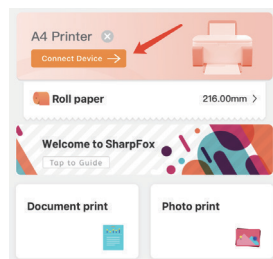 A4 Printer
Connect Device
Roll paper 216.00mm >
Welcome to SharpFox
Tap to Guide
Document print
Photo print